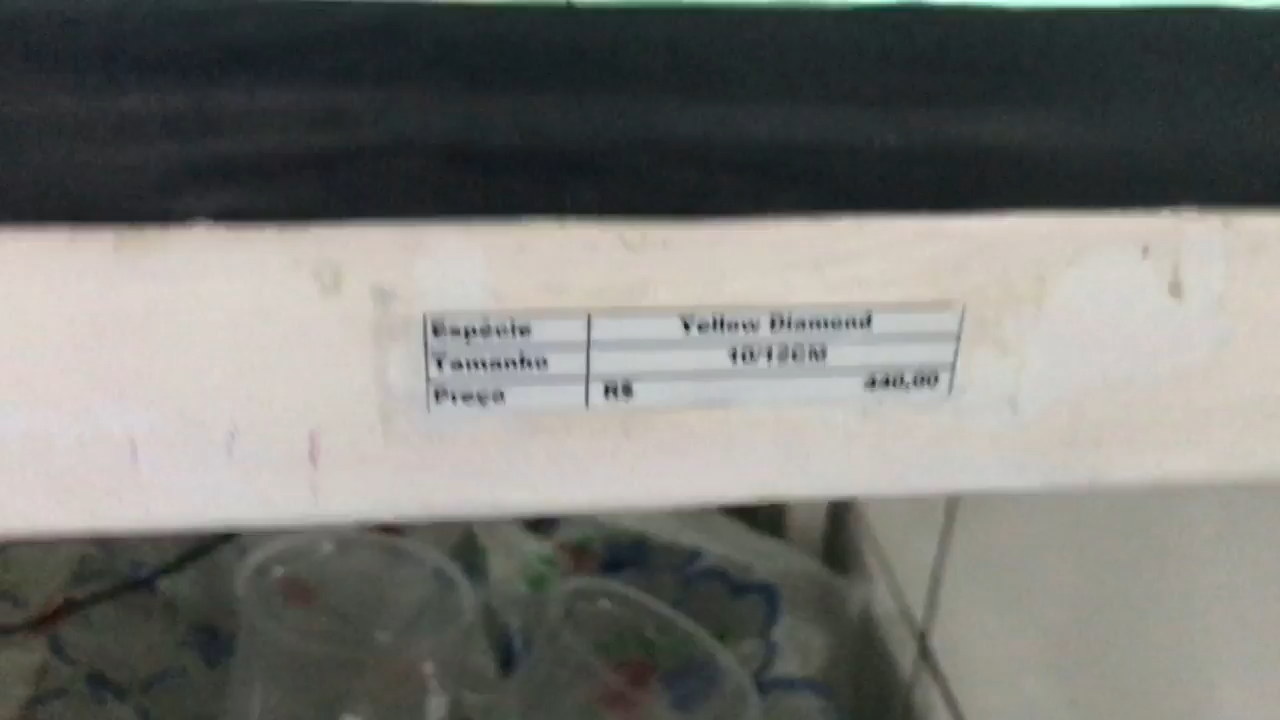 Espécie Yellow Diamond
Tamanho 10/12CM
Preço R$ 440,00